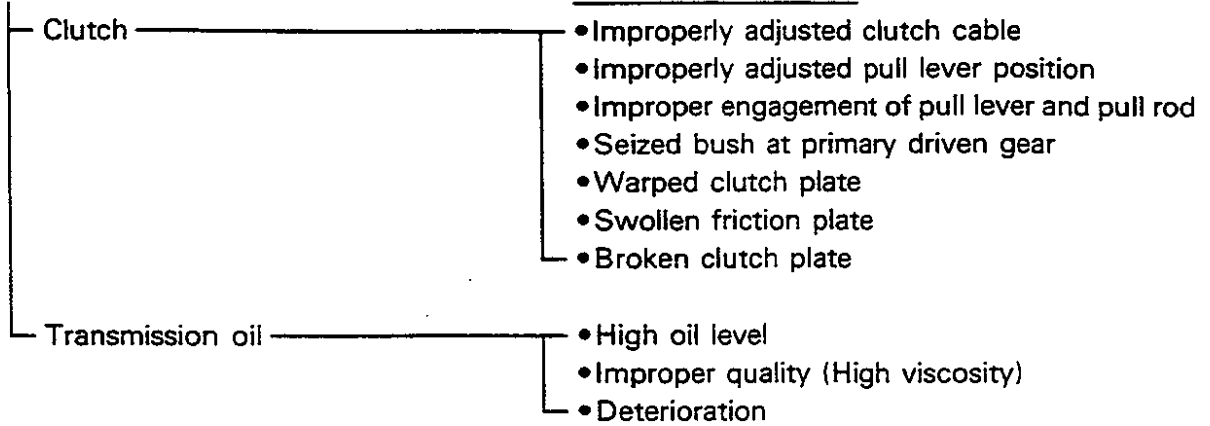 Clutch
•Improperly adjusted clutch cable
•Improperly adjusted pull lever position
•Improper engagement of pull lever and pull rod
•Seized bush at primary driven gear
•Warped clutch plate
•Swollen friction plate
•Broken clutch plate
Transmission oil
•High oil level
•Improper quality (High viscosity)
•Deterioration